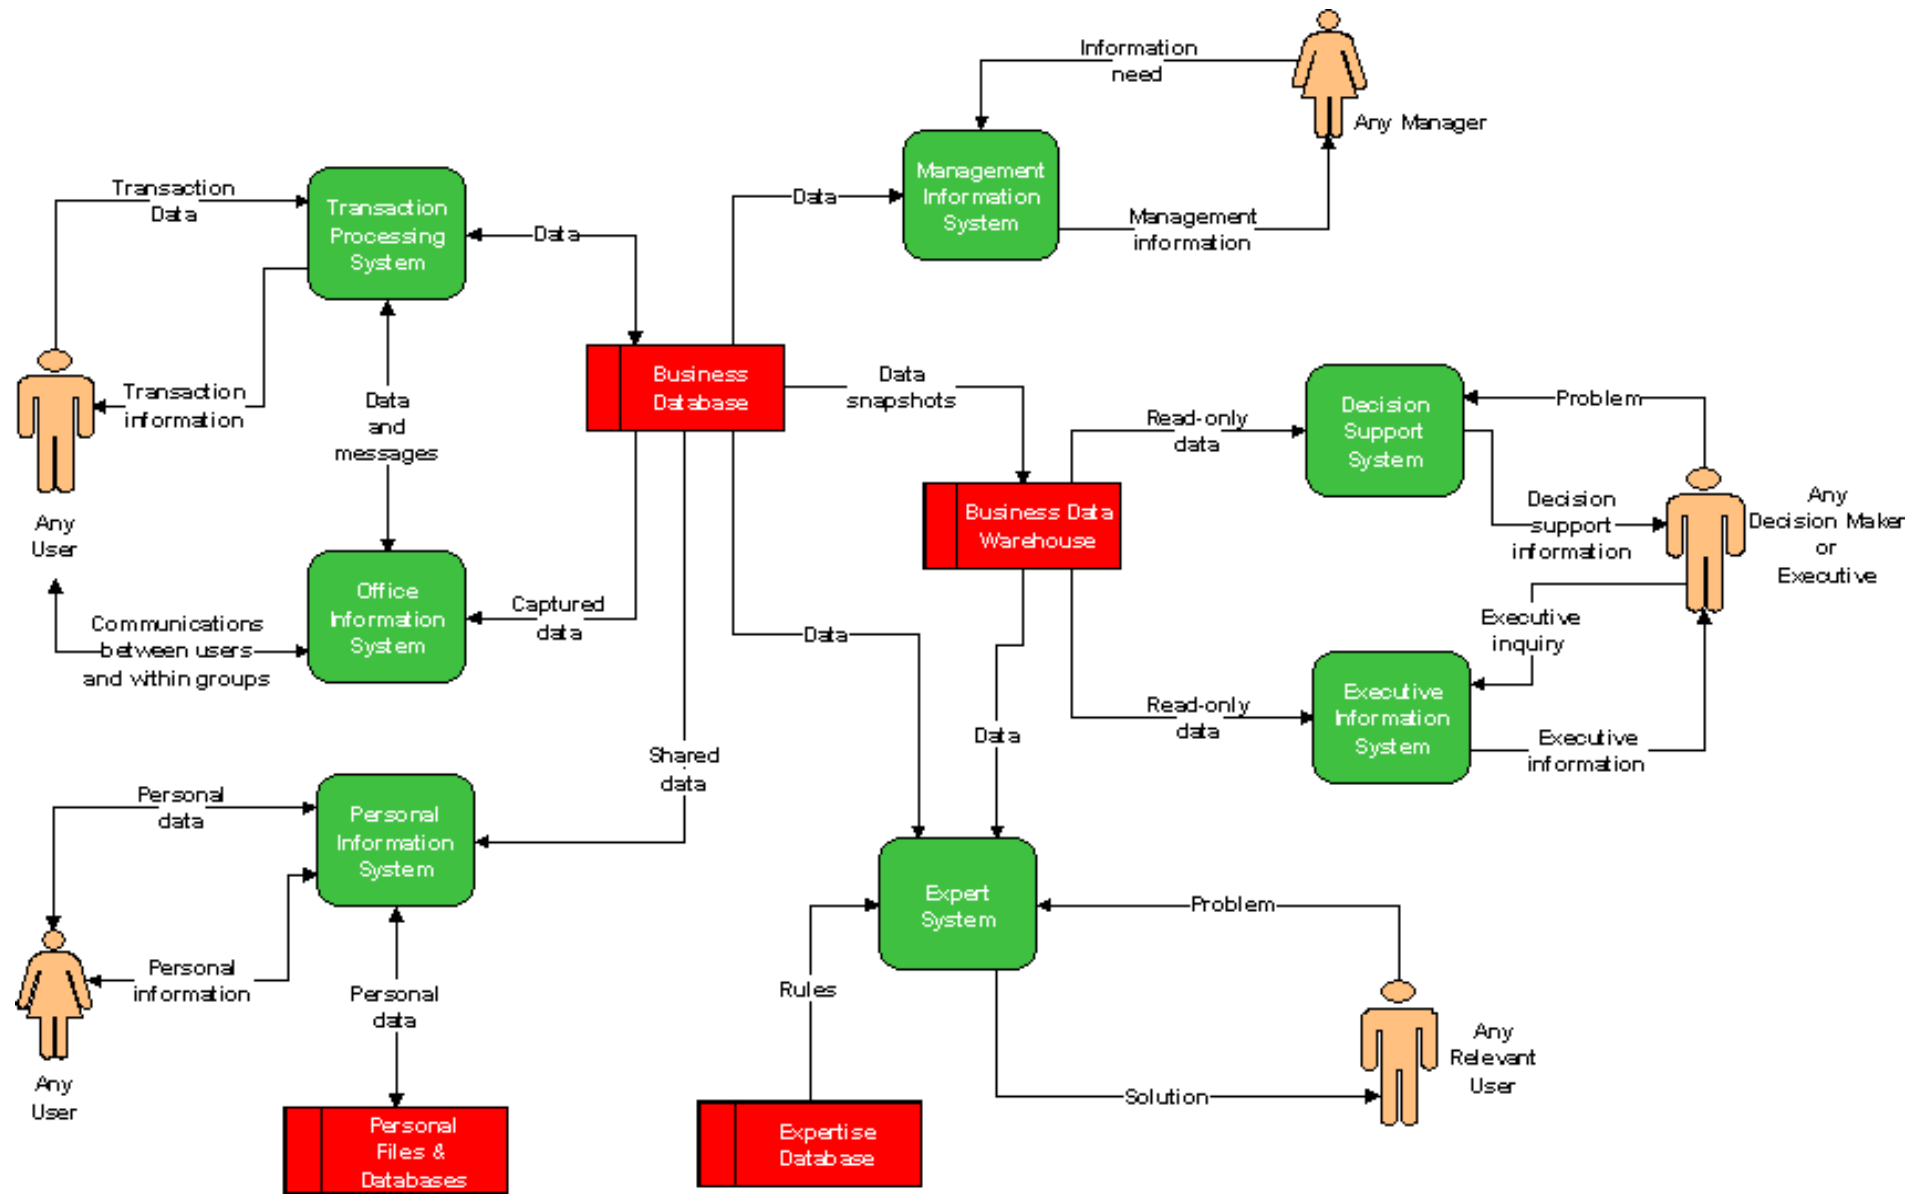 Information
need
Any Manager
Management
Information
System
Transaction
Data
Transaction
Processing
System
Data
Data
Management
information
Transaction
information
Data
and
messages
Business
Database
Data
snapshots
Read-only
data
Decision
Support
System
Problem
Any
User
Business Data
Warehouse
Decision
support
information
Any
Decision Maker
or
Executive
Office
Information
System
Captured
data
Communications
between users
and within groups
Data
Executive
inquiry
Read-only
data
Executive
Information
System
Executive
information
Data
Shared
data
Personal
data
Personal
Information
System
Expert
System
Problem
Personal
information
Personal
data
Rules
Any
Relevant
User
Any
User
Solution
Personal
Files &
Databases
Expertise
Database